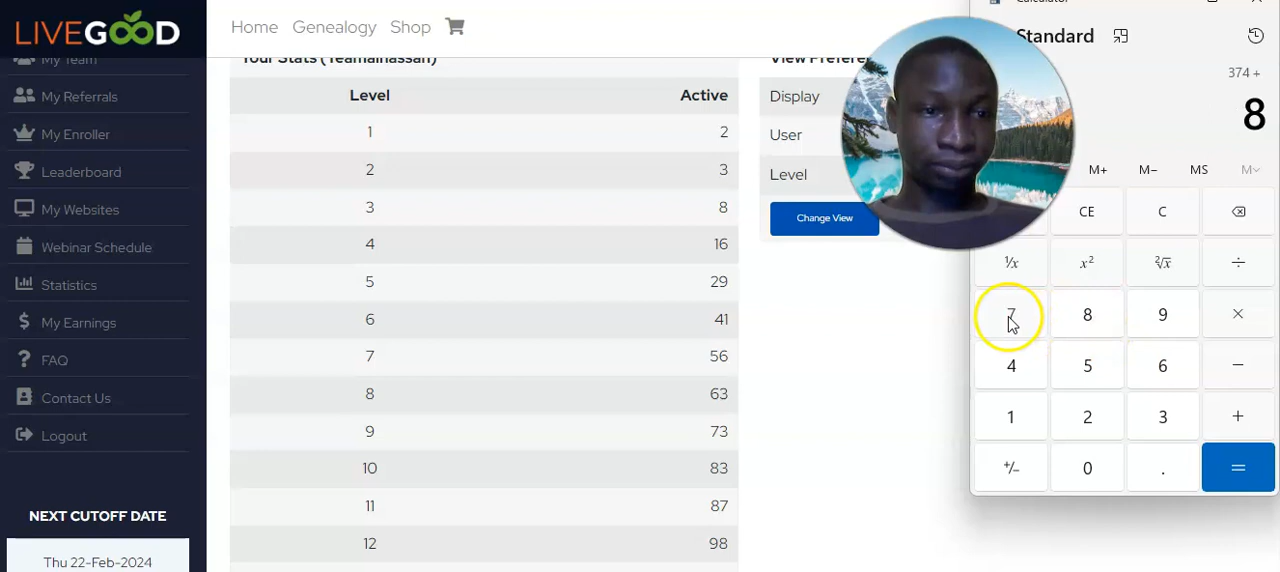 LIVEGOOD
Home Genealogy Shop
My Team
My Referrals
My Enroller
Leaderboard
My Websites
Webinar Schedule
Statistics
My Earnings
FAQ
Contact Us
Logout
NEXT CUTOFF DATE
Thu 22-Feb-2024
Your Stats (Teamalhassan)
Level Active
1 2
2 3
3 8
4 16
5 29
6 41
7 56
8 63
9 73
10 83
11 87
12 98
Display
User
Level
Change View
Calculator
Standard
374 +
8
M+ M− MS M˅
CE C
⅟x x² ²√x ÷
7 8 9 ×
4 5 6 −
1 2 3 +
+/− 0 . =